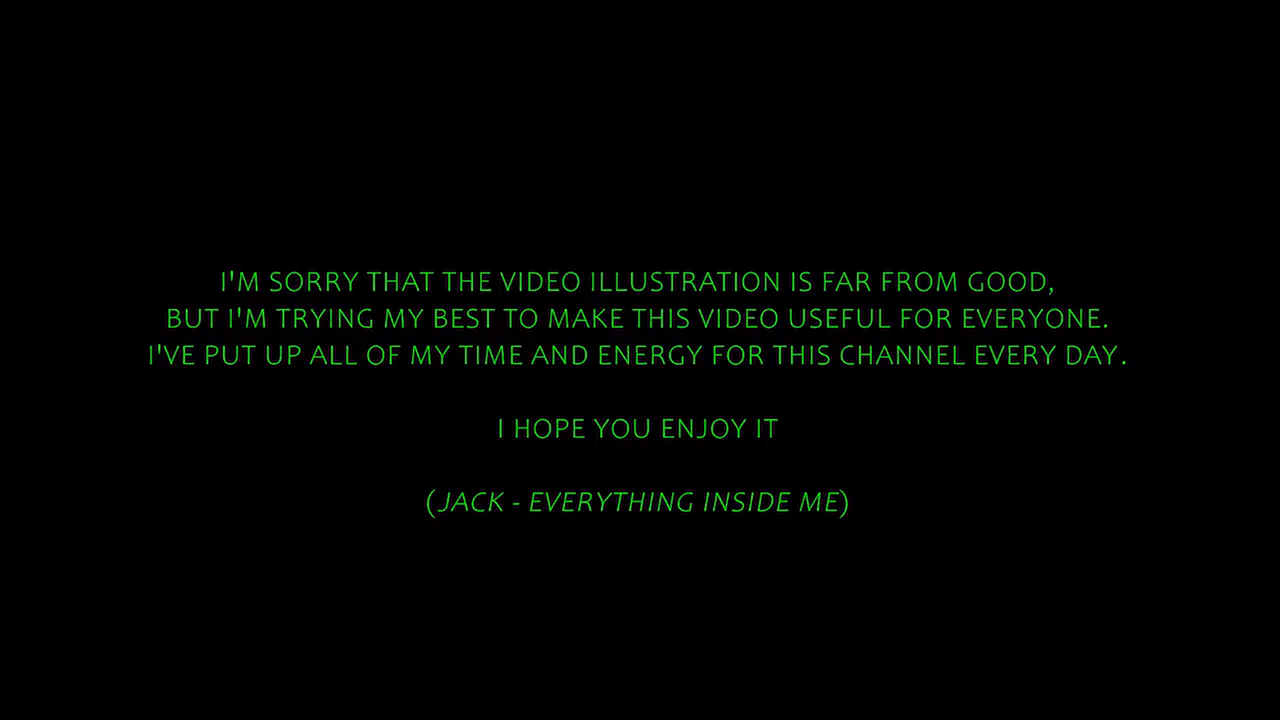 I'M SORRY THAT THE VIDEO ILLUSTRATION IS FAR FROM GOOD,
BUT I'M TRYING MY BEST TO MAKE THIS VIDEO USEFUL FOR EVERYONE.
I'VE PUT UP ALL OF MY TIME AND ENERGY FOR THIS CHANNEL EVERY DAY.
I HOPE YOU ENJOY IT
(JACK - EVERYTHING INSIDE ME)